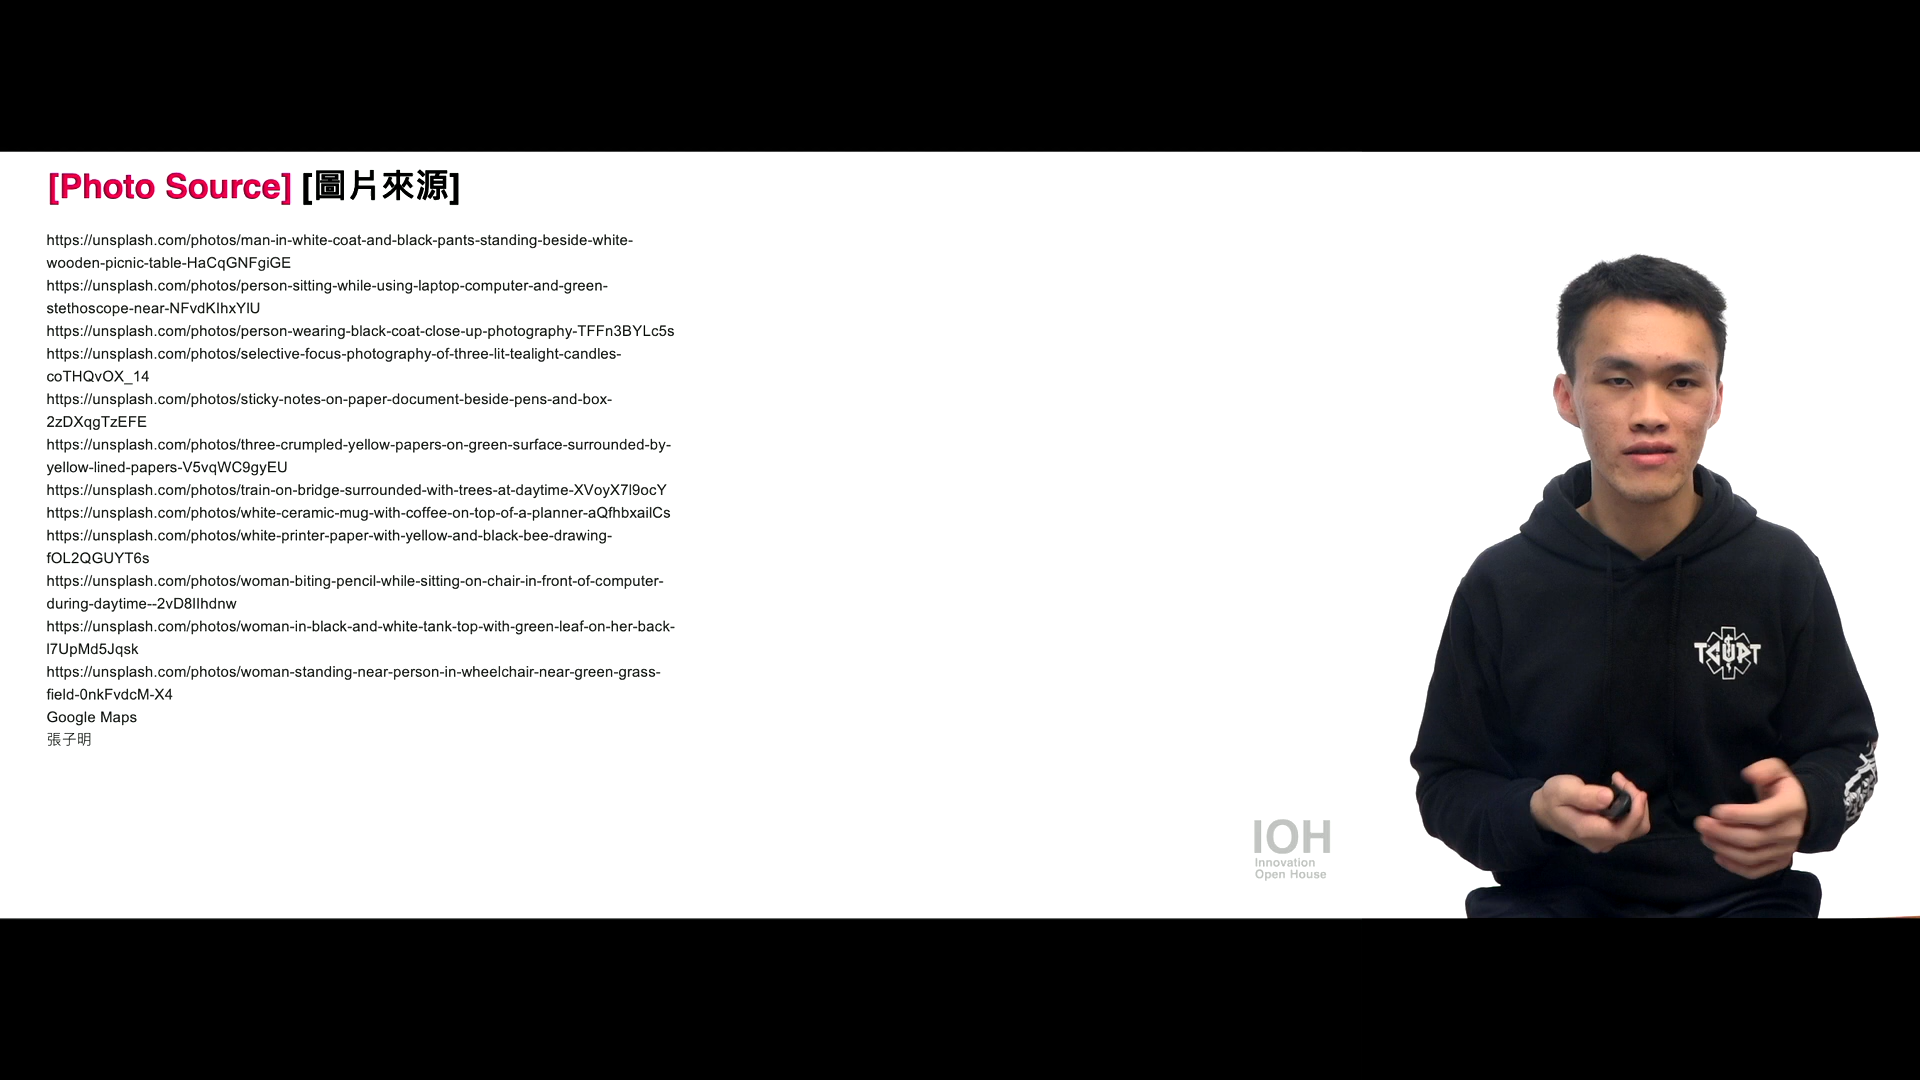 [Photo Source] [圖片來源]
https://unsplash.com/photos/man-in-white-coat-and-black-pants-standing-beside-white-
wooden-picnic-table-HaCqGNFgiGE
https://unsplash.com/photos/person-sitting-while-using-laptop-computer-and-green-
stethoscope-near-NFvdKIhxYlU
https://unsplash.com/photos/person-wearing-black-coat-close-up-photography-TFFn3BYLc5s
https://unsplash.com/photos/selective-focus-photography-of-three-lit-tealight-candles-
coTHQvOX_14
https://unsplash.com/photos/sticky-notes-on-paper-document-beside-pens-and-box-
2zDXqgTzEFE
https://unsplash.com/photos/three-crumpled-yellow-papers-on-green-surface-surrounded-by-
yellow-lined-papers-V5vqWC9gyEU
https://unsplash.com/photos/train-on-bridge-surrounded-with-trees-at-daytime-XVoyX7l9ocY
https://unsplash.com/photos/white-ceramic-mug-with-coffee-on-top-of-a-planner-aQfhbxailCs
https://unsplash.com/photos/white-printer-paper-with-yellow-and-black-bee-drawing-
fOL2QGUYT6s
https://unsplash.com/photos/woman-biting-pencil-while-sitting-on-chair-in-front-of-computer-
during-daytime--2vD8lIhdnw
https://unsplash.com/photos/woman-in-black-and-white-tank-top-with-green-leaf-on-her-back-
l7UpMd5Jqsk
https://unsplash.com/photos/woman-standing-near-person-in-wheelchair-near-green-grass-
field-0nkFvdcM-X4
Google Maps
張子明
TCUPT
IOH
Innovation
Open House